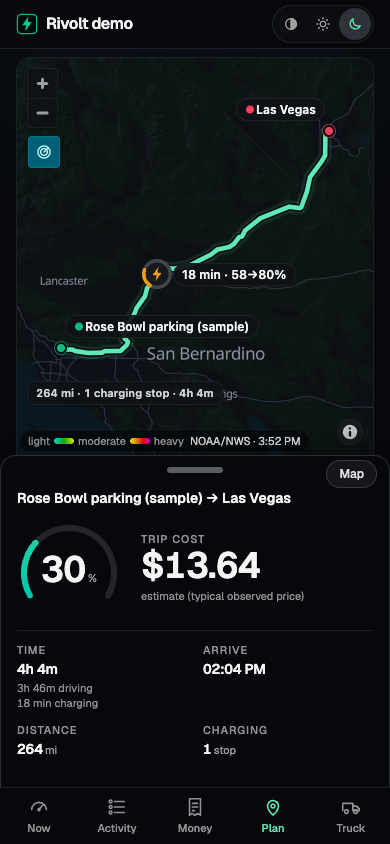 Rivolt demo
Las Vegas
18 min · 58→80%
Lancaster
Rose Bowl parking (sample)
San Bernardino
264 mi · 1 charging stop · 4h 4m
ngs
light moderate heavy NOAA/NWS · 3:52 PM
Map
Rose Bowl parking (sample) → Las Vegas
30%
TRIP COST
$13.64
estimate (typical observed price)
TIME
4h 4m
3h 46m driving
18 min charging
ARRIVE
02:04 PM
DISTANCE
264 mi
CHARGING
1 stop
Now
Activity
Money
Plan
Truck